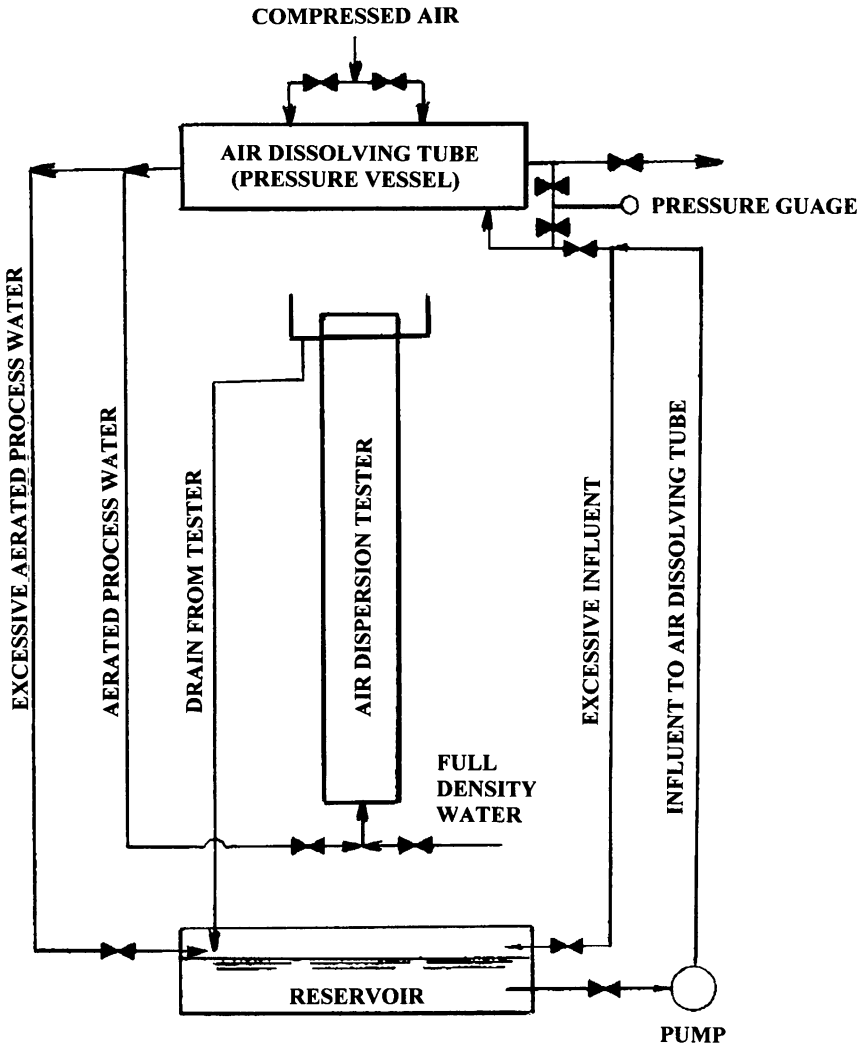 COMPRESSED AIR
AIR DISSOLVING TUBE
(PRESSURE VESSEL)
PRESSURE GUAGE
EXCESSIVE AERATED PROCESS WATER
AERATED PROCESS WATER
DRAIN FROM TESTER
AIR DISPERSION TESTER
EXCESSIVE INFLUENT
INFLUENT TO AIR DISSOLVING TUBE
FULL
DENSITY
WATER
RESERVOIR
PUMP